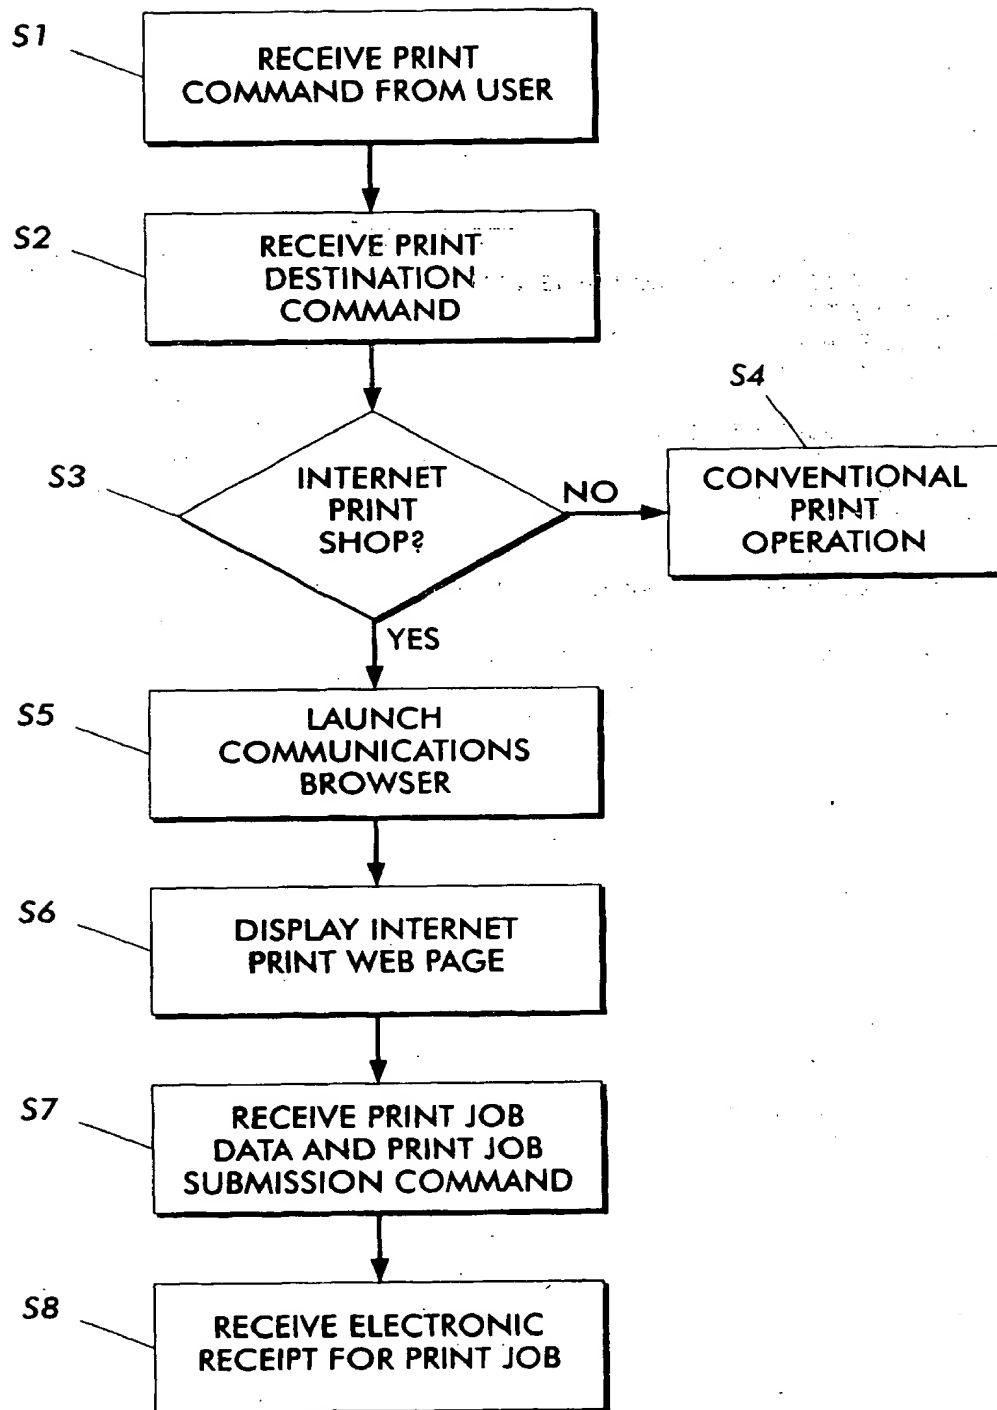 S1
RECEIVE PRINT
COMMAND FROM USER
S2
RECEIVE PRINT
DESTINATION
COMMAND
S3
INTERNET
PRINT
SHOP?
NO
S4
CONVENTIONAL
PRINT
OPERATION
YES
S5
LAUNCH
COMMUNICATIONS
BROWSER
S6
DISPLAY INTERNET
PRINT WEB PAGE
S7
RECEIVE PRINT JOB
DATA AND PRINT JOB
SUBMISSION COMMAND
S8
RECEIVE ELECTRONIC
RECEIPT FOR PRINT JOB